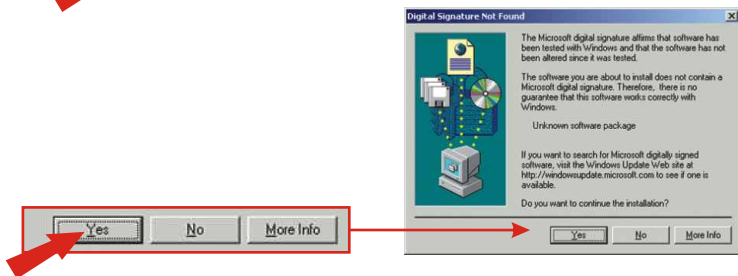 Digital Signature Not Found
The Microsoft digital signature affirms that software has
been tested with Windows and that the software has not
been altered since it was tested.
The software you are about to install does not contain a
Microsoft digital signature. Therefore, there is no
guarantee that this software works correctly with
Windows.
Unknown software package
If you want to search for Microsoft digitally signed
software, visit the Windows Update Web site at
http://windowsupdate.microsoft.com to see if one is
available.
Do you want to continue the installation?
Yes No More Info
Yes No More Info